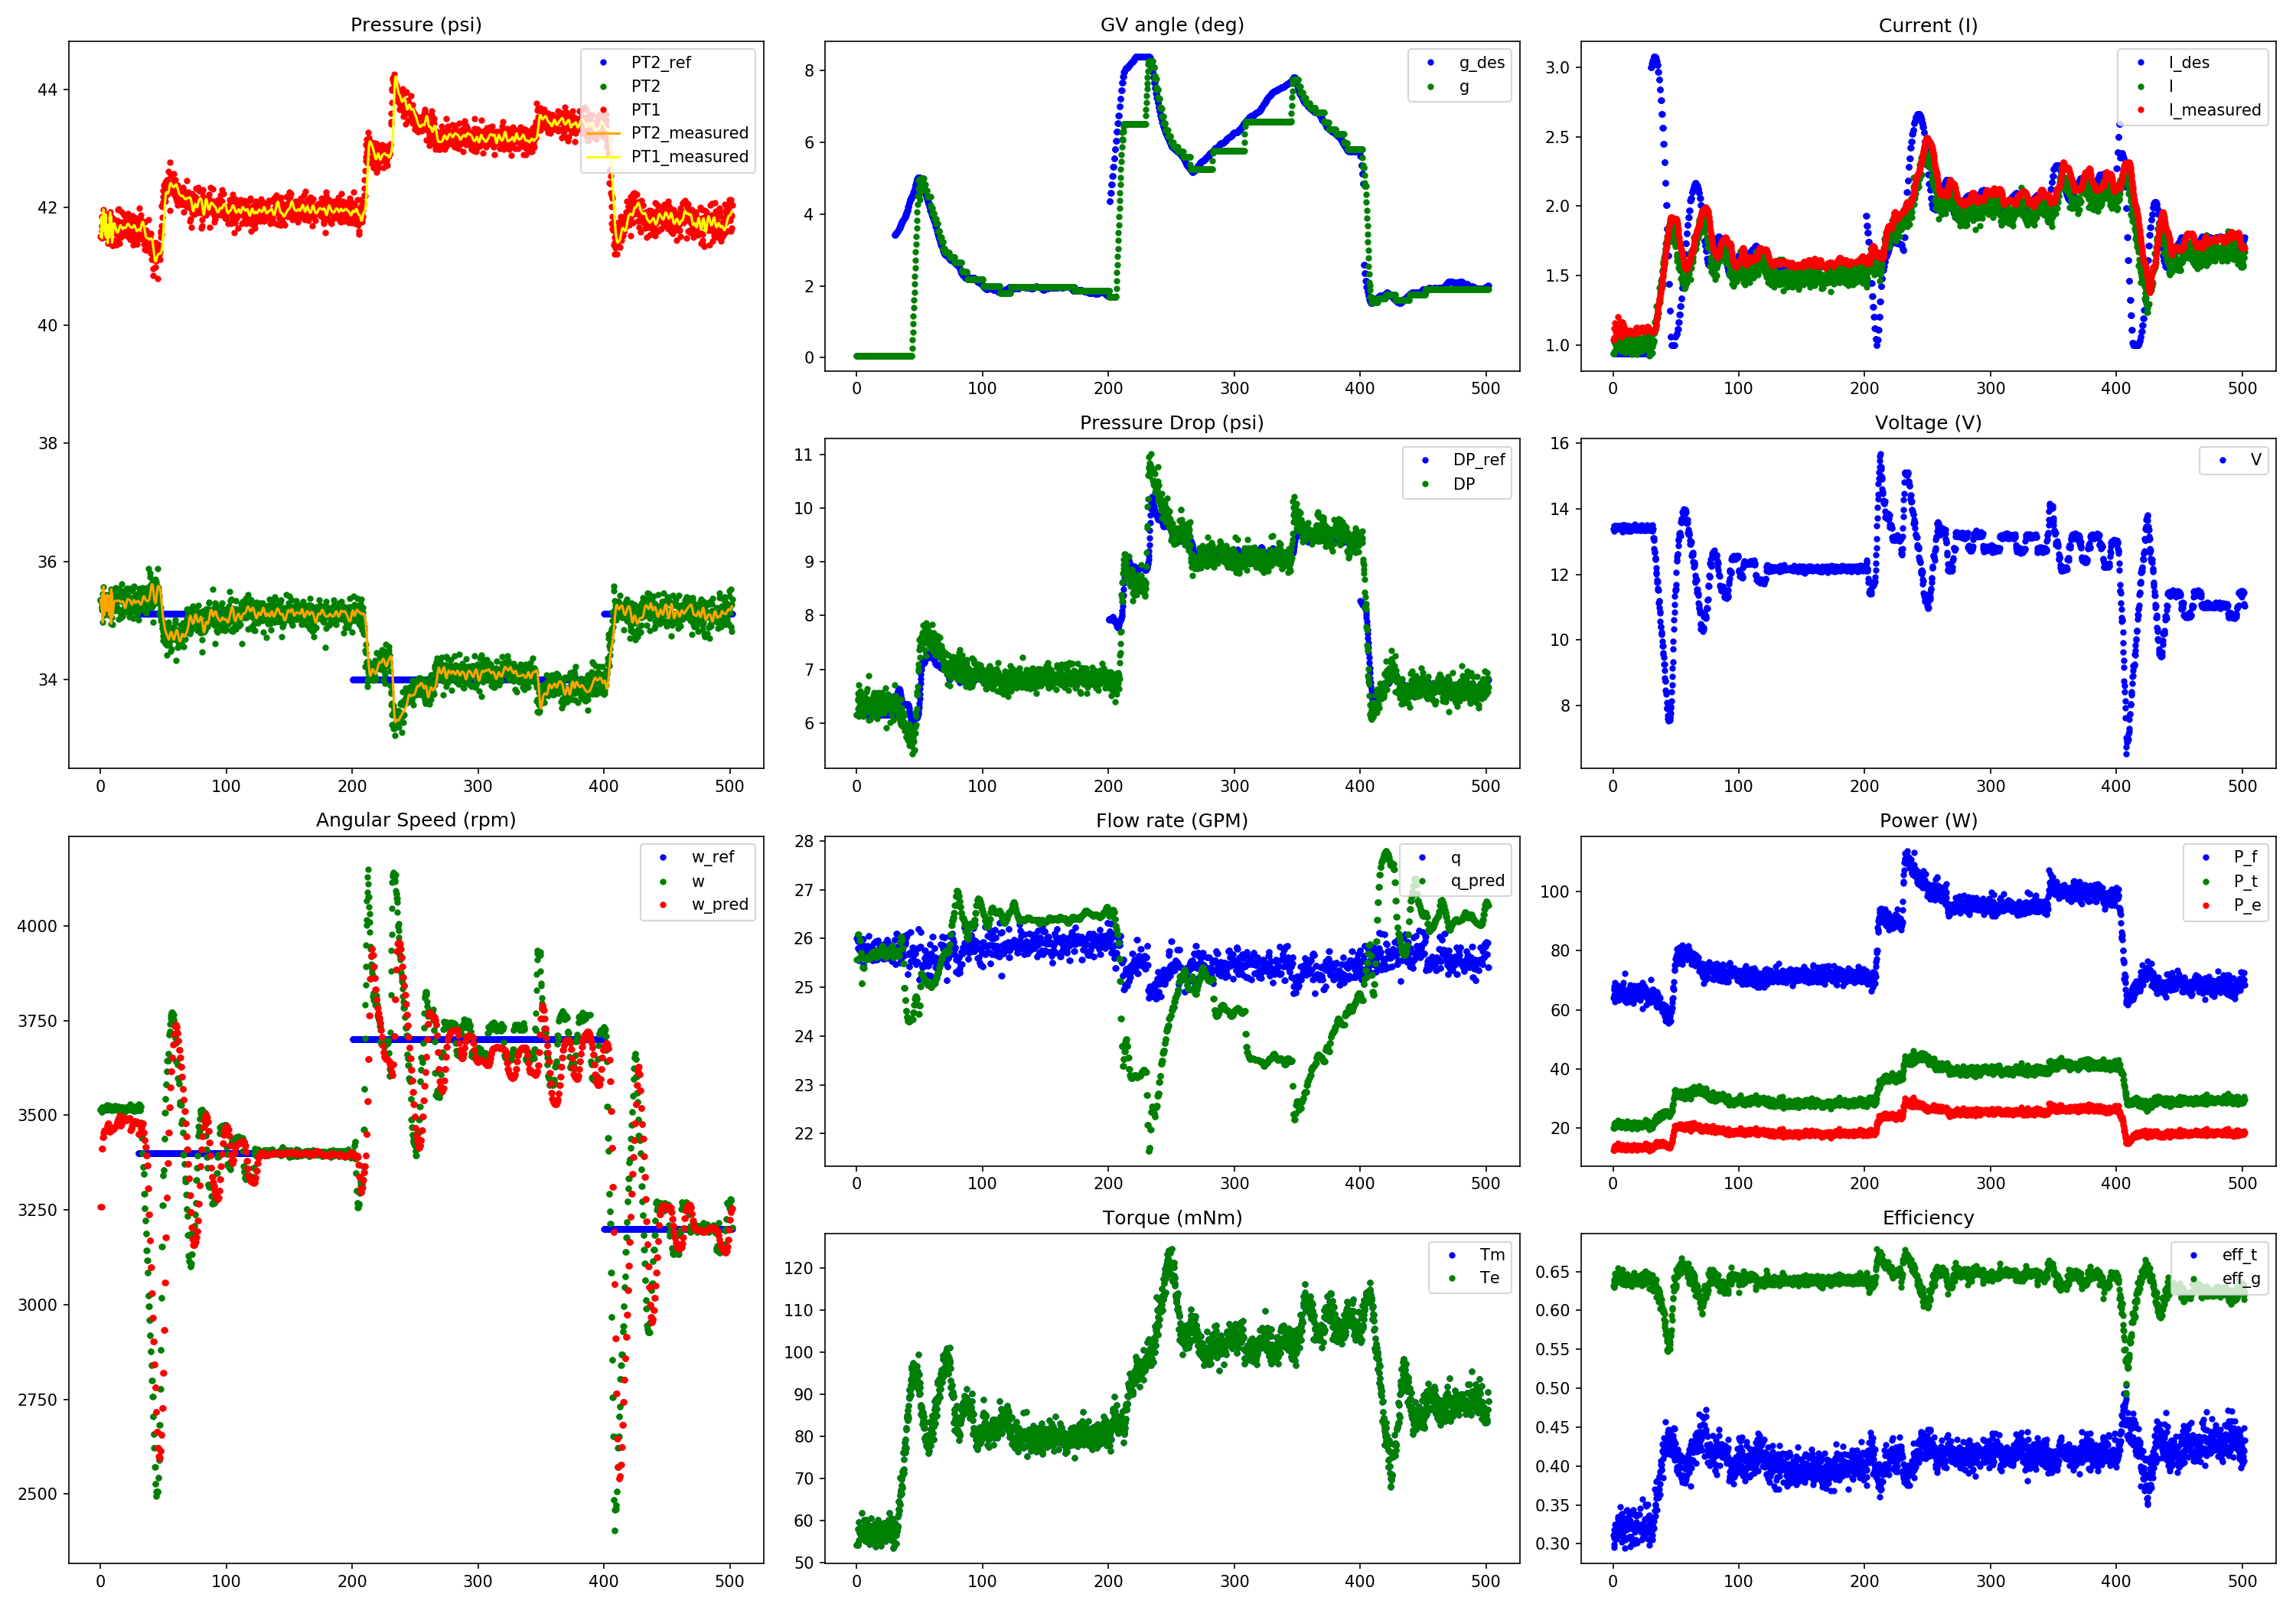 Pressure (psi)
PT2_ref
PT2
PT1
PT2_measured
PT1_measured
44
42
40
38
36
34
0 100 200 300 400 500
GV angle (deg)
g_des
g
8
6
4
2
0
0 100 200 300 400 500
Current (I)
I_des
I
I_measured
3.0
2.5
2.0
1.5
1.0
0 100 200 300 400 500
Pressure Drop (psi)
DP_ref
DP
11
10
9
8
7
6
0 100 200 300 400 500
Voltage (V)
V
16
14
12
10
8
0 100 200 300 400 500
Angular Speed (rpm)
w_ref
w
w_pred
4000
3750
3500
3250
3000
2750
2500
0 100 200 300 400 500
Flow rate (GPM)
q
q_pred
28
27
26
25
24
23
22
0 100 200 300 400 500
Power (W)
P_f
P_t
P_e
100
80
60
40
20
0 100 200 300 400 500
Torque (mNm)
Tm
Te
120
110
100
90
80
70
60
50
0 100 200 300 400 500
Efficiency
eff_t
eff_g
0.65
0.60
0.55
0.50
0.45
0.40
0.35
0.30
0 100 200 300 400 500